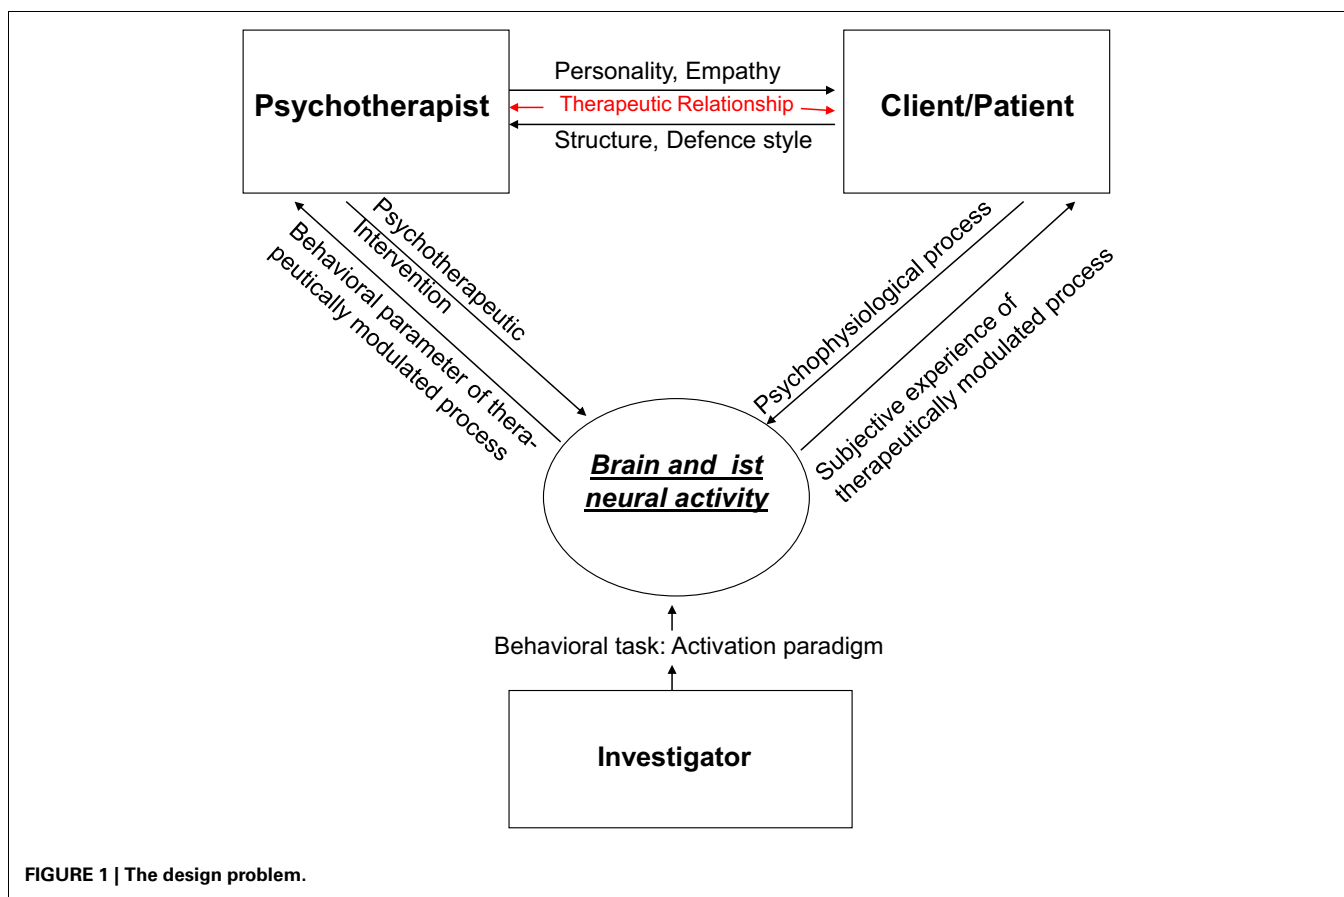 Personality, Empathy
Psychotherapist
Therapeutic Relationship
Client/Patient
Structure, Defence style
Psychotherapeutic
Intervention
Behavioral parameter of thera-
peutically modulated process
Psychophysiological process
Subjective experience of
therapeutically modulated process
Brain and ist
neural activity
Behavioral task: Activation paradigm
Investigator
FIGURE 1 | The design problem.